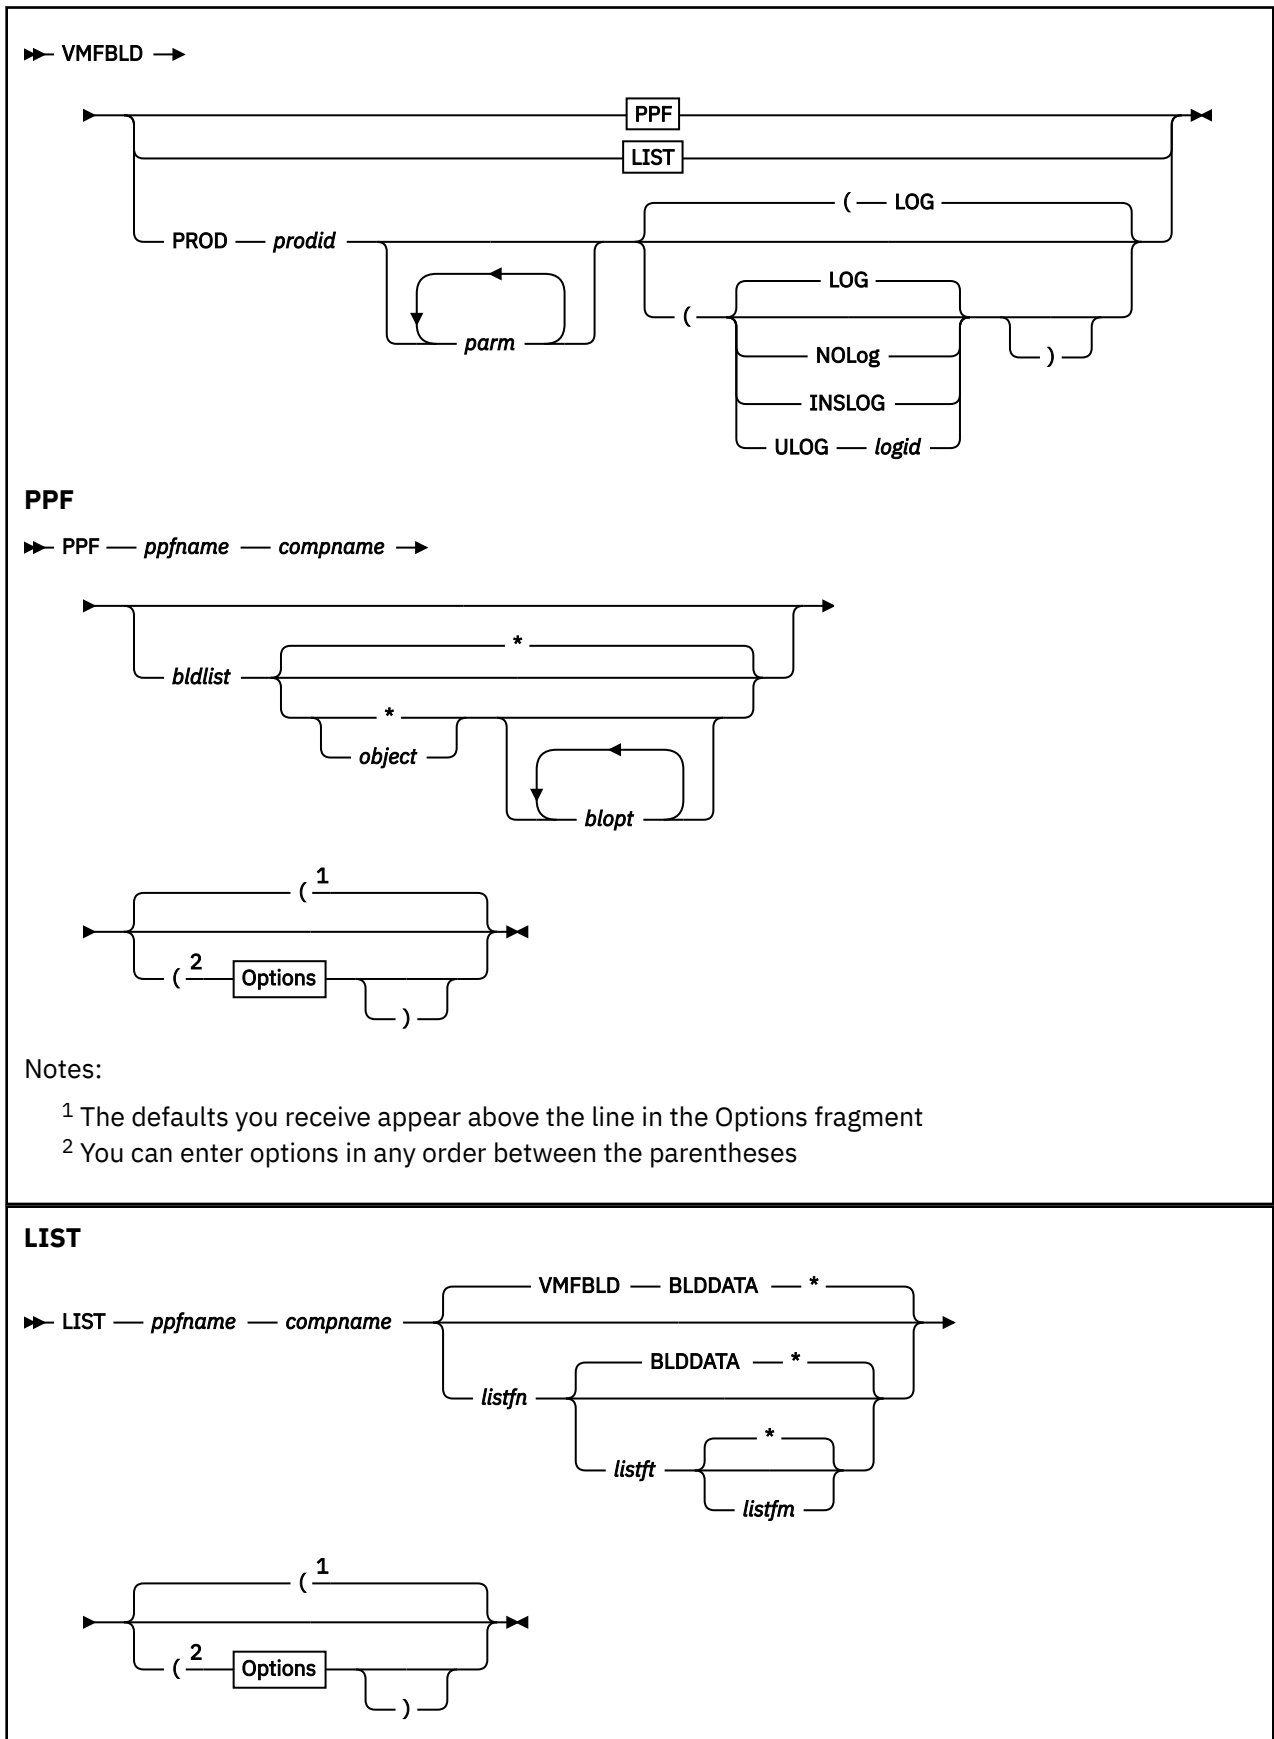 VMFBLD
PPF
LIST
( LOG
PROD prodid
LOG
(
parm
NOLog
)
INSLOG
ULOG logid
PPF
PPF ppfname compname
*
bldlist
*
object
blopt
( 1
( 2 Options
)
Notes:
1 The defaults you receive appear above the line in the Options fragment
2 You can enter options in any order between the parentheses
LIST
VMFBLD BLDDATA *
LIST ppfname compname
BLDDATA *
listfn
*
listft
listfm
( 1
( 2 Options
)